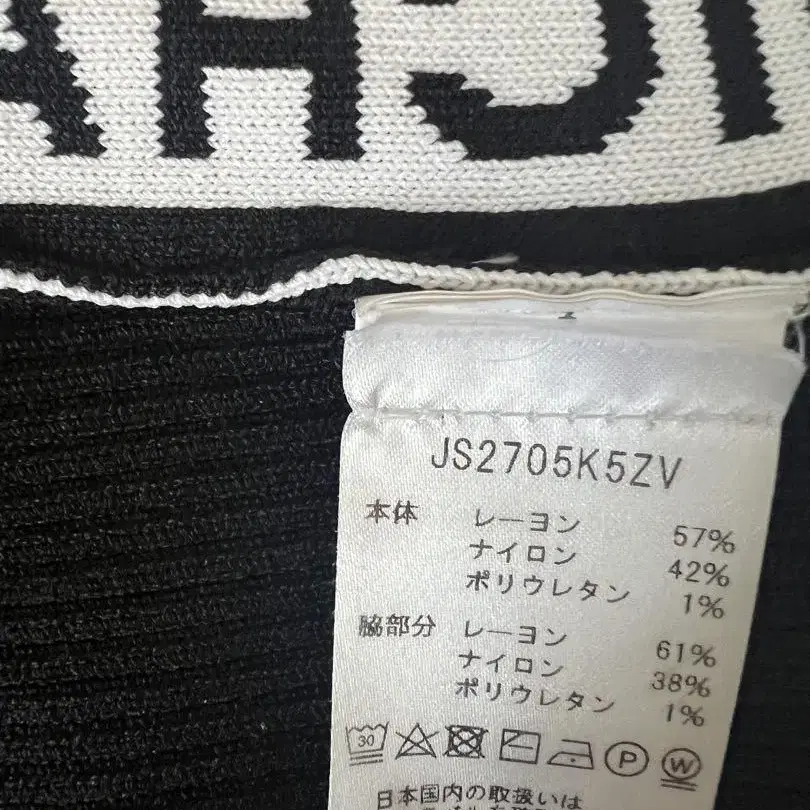 JS2705K5ZV
本体 レーヨン 57%
ナイロン 42%
ポリウレタン 1%
脇部分 レーヨン 61%
ナイロン 38%
ポリウレタン 1%
30 P W
日本国内の取扱いは